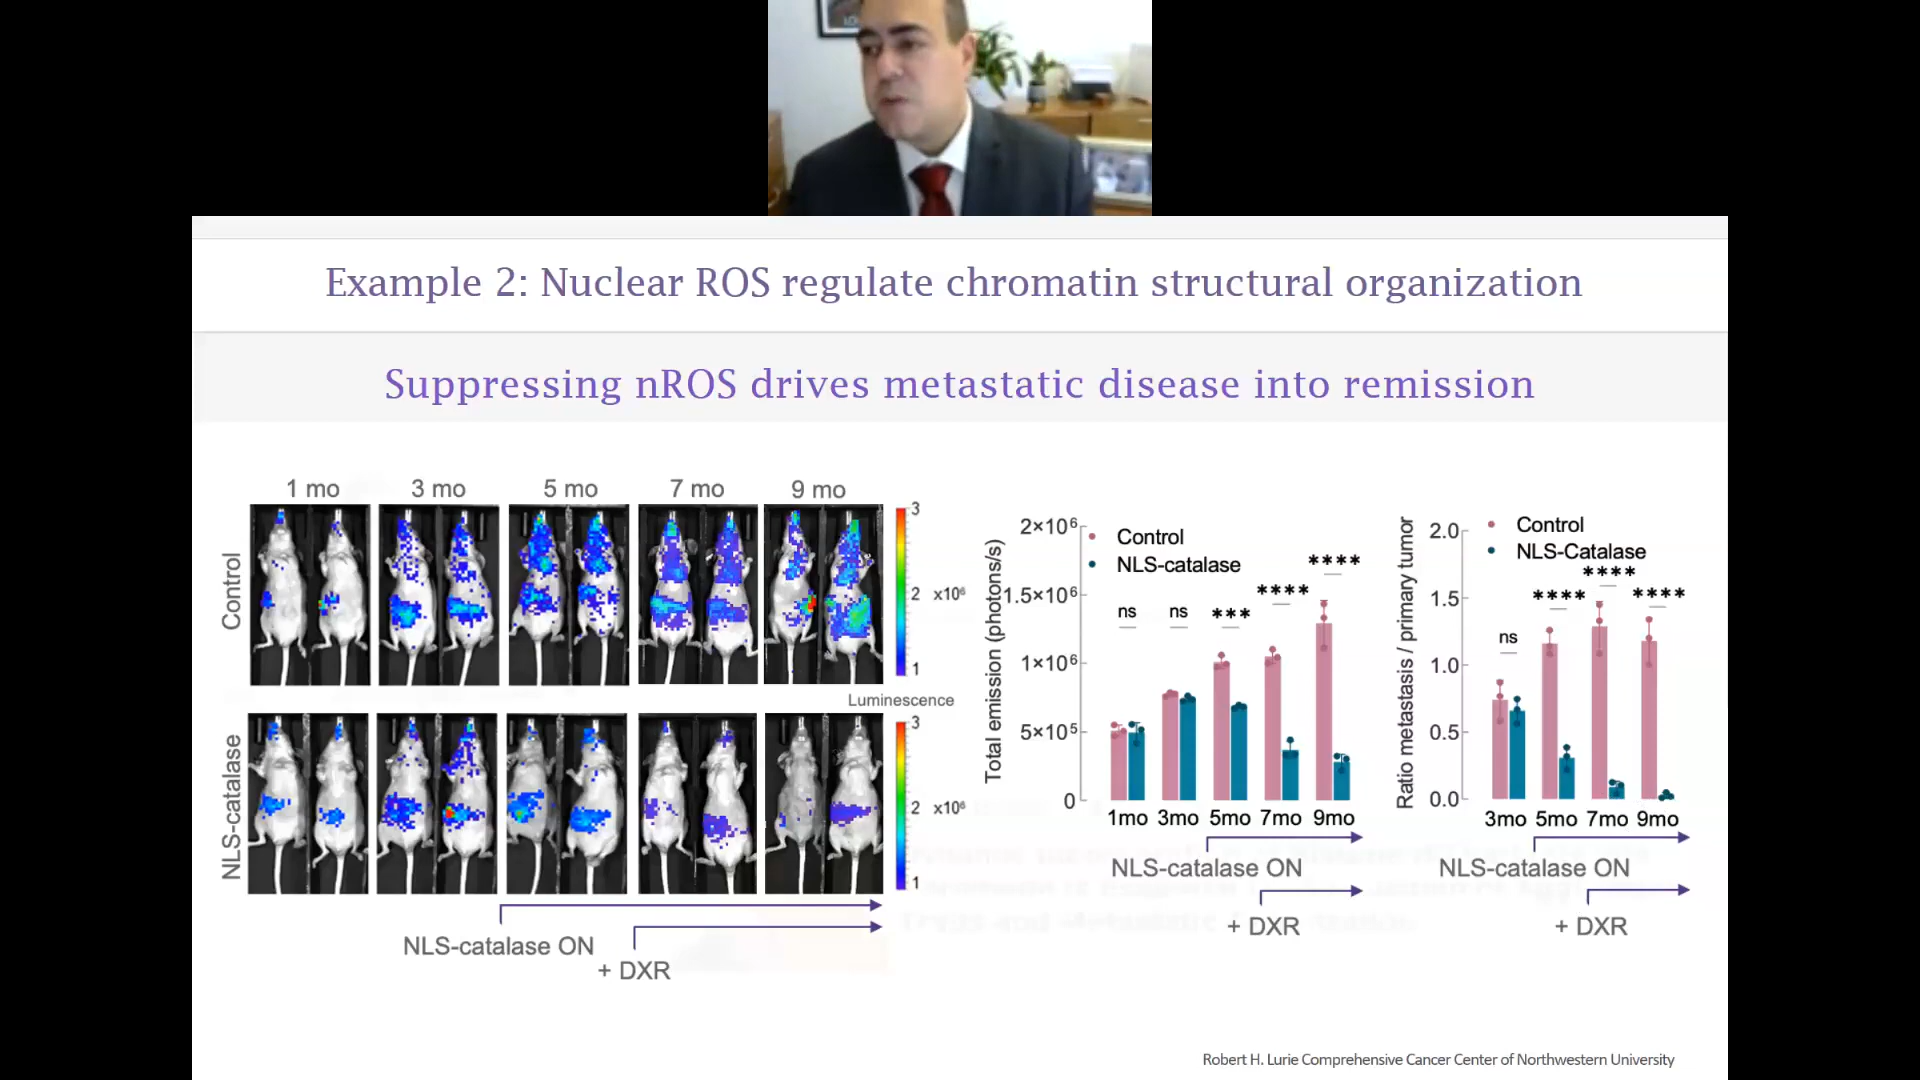 LO
Example 2: Nuclear ROS regulate chromatin structural organization
Suppressing nROS drives metastatic disease into remission
1 mo 3 mo 5 mo 7 mo 9 mo
Control
3
2 x10⁶
1
Luminescence
NLS-catalase
3
2 x10⁶
1
NLS-catalase ON
+ DXR
Total emission (photons/s)
2×10⁶
1.5×10⁶
1×10⁶
5×10⁵
0
Control
NLS-catalase
ns ns *** **** ****
1mo 3mo 5mo 7mo 9mo
NLS-catalase ON
+ DXR
Ratio metastasis / primary tumor
2.0
1.5
1.0
0.5
0.0
Control
NLS-Catalase
ns **** **** ****
3mo 5mo 7mo 9mo
NLS-catalase ON
+ DXR
Robert H. Lurie Comprehensive Cancer Center of Northwestern University